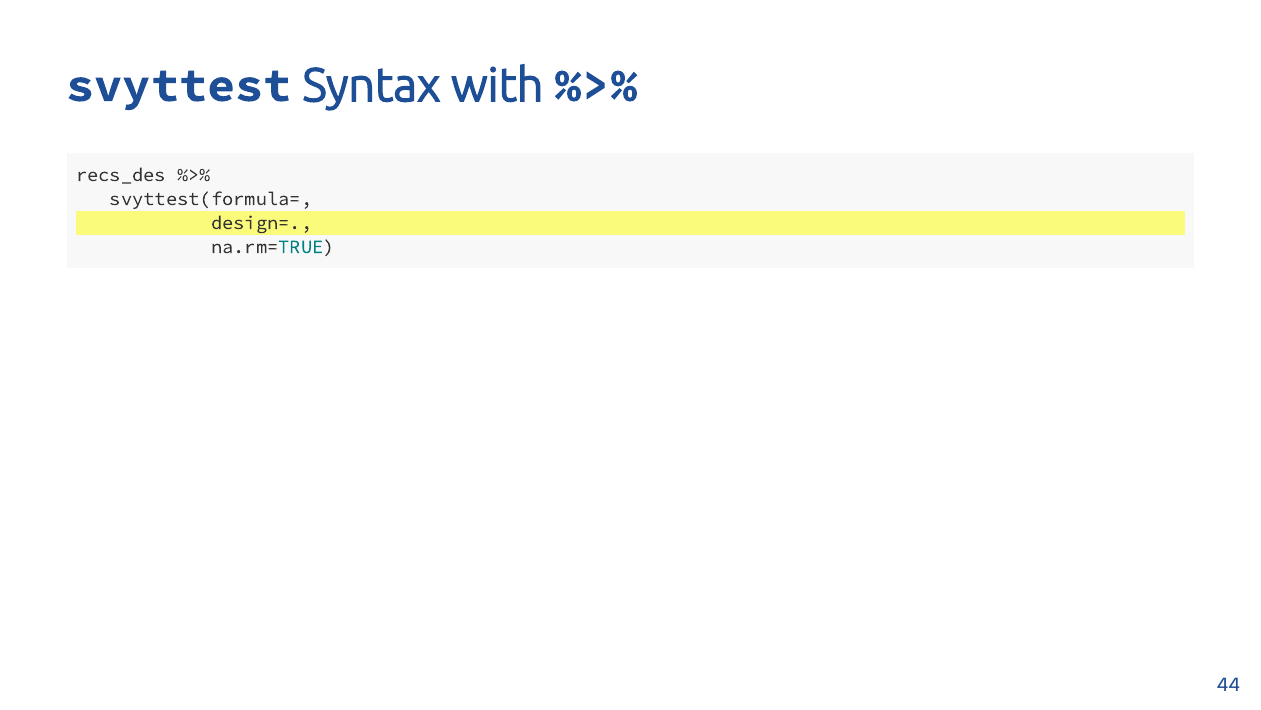 svyttest Syntax with %>%
recs_des %>%
   svyttest(formula=,
            design=.,
            na.rm=TRUE)
44